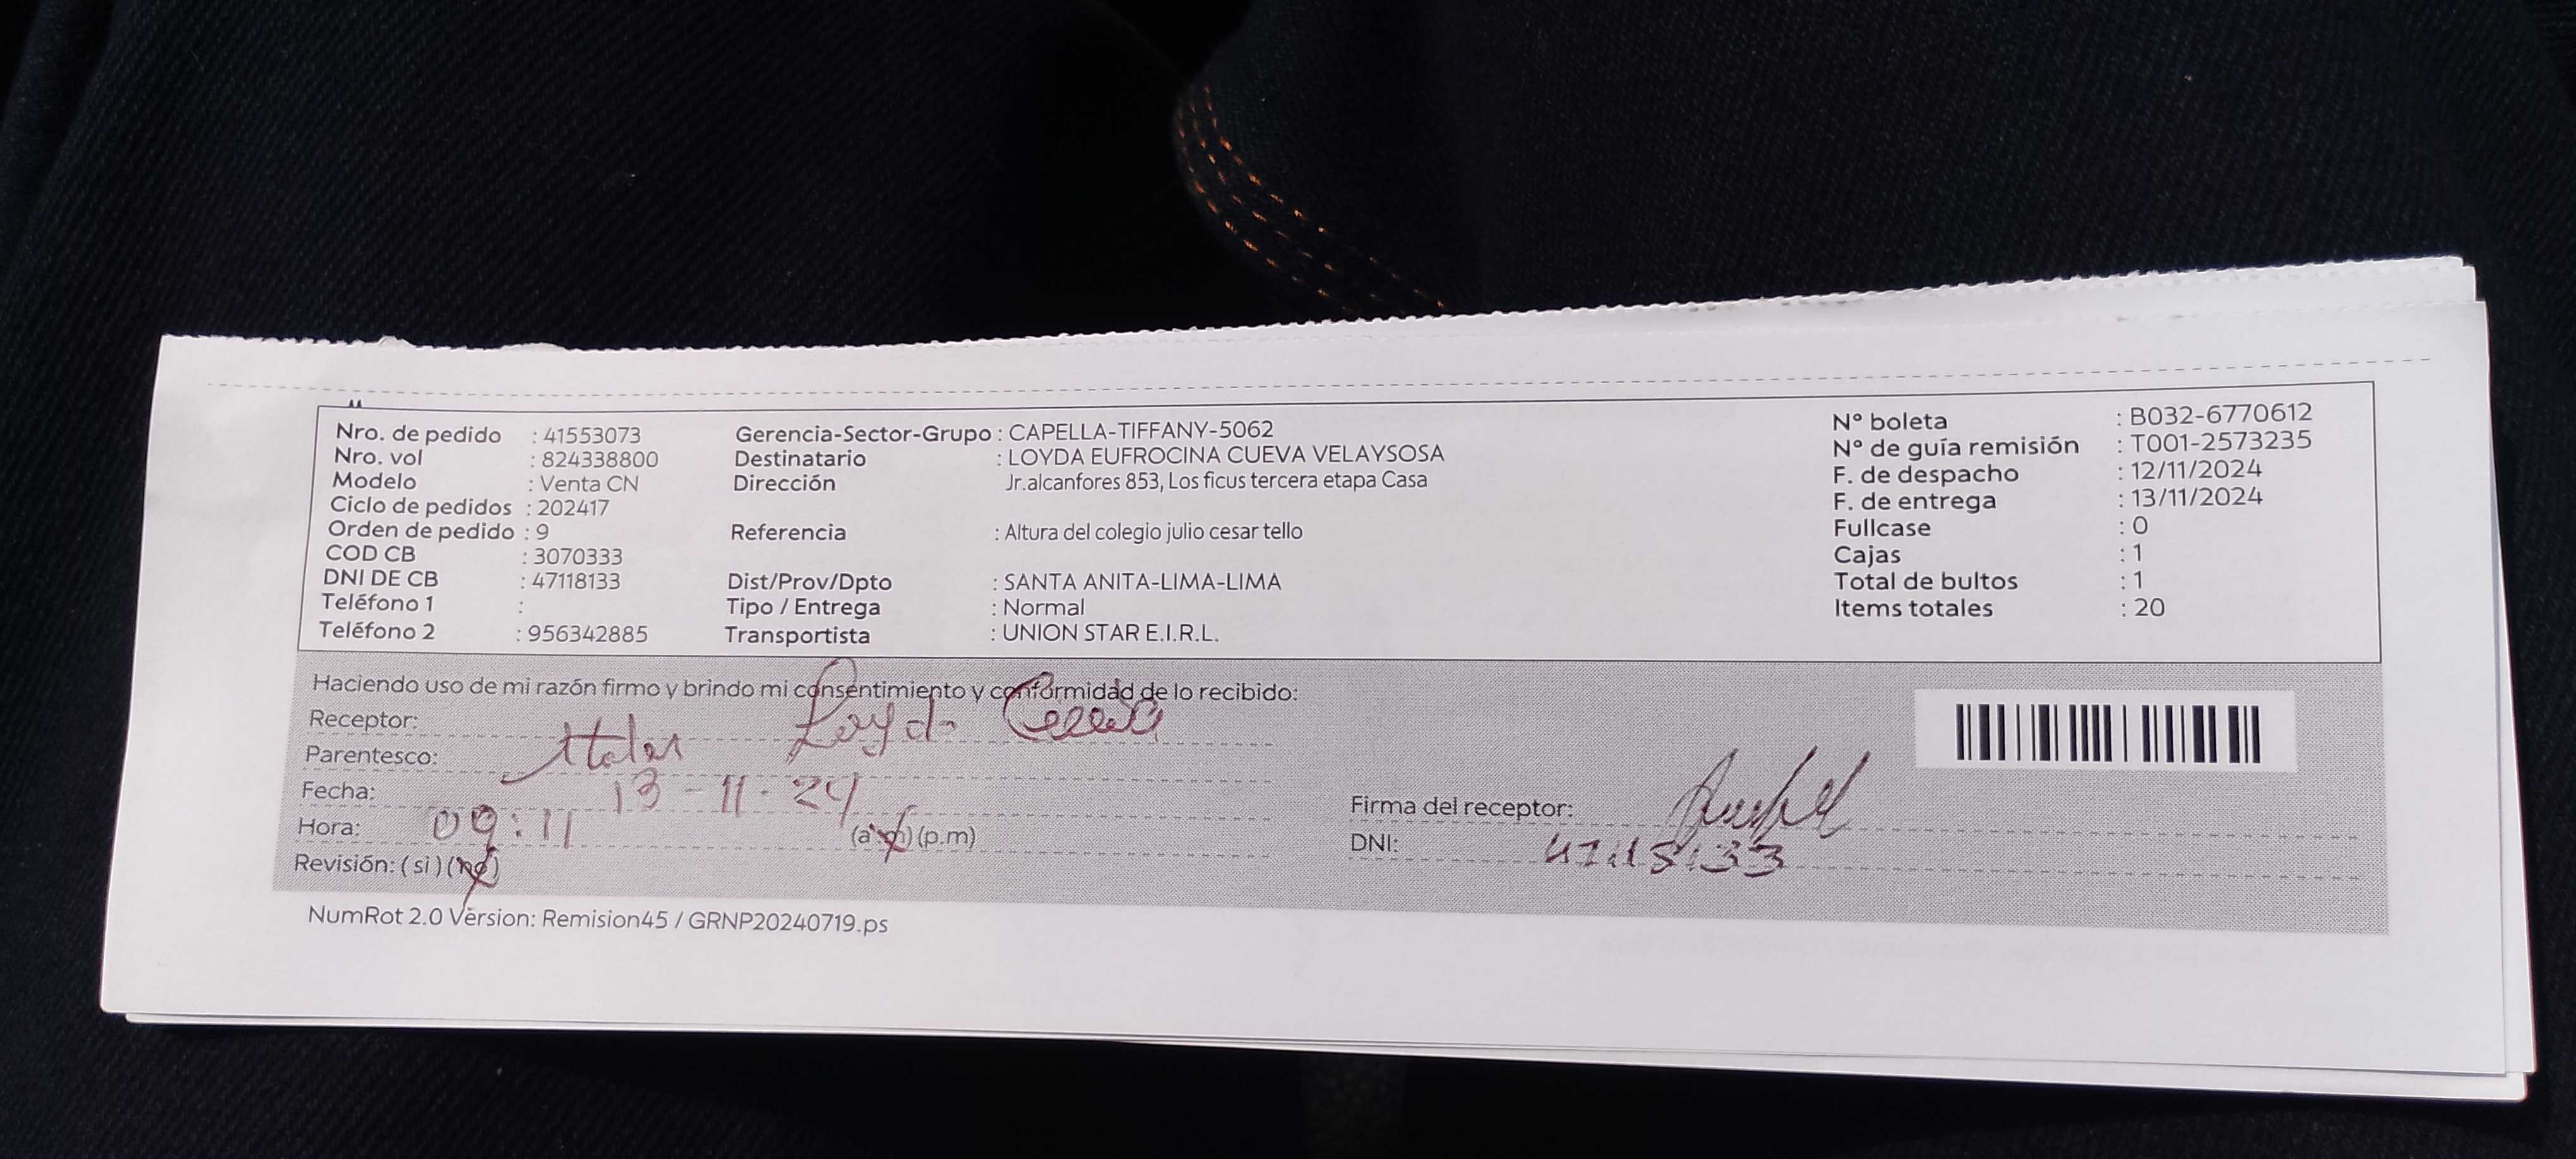 Nro. de pedido : 41553073 Gerencia-Sector-Grupo : CAPELLA-TIFFANY-5062 N° boleta : B032-6770612
Nro. vol : 824338800 Destinatario : LOYDA EUFROCINA CUEVA VELAYSOSA N° de guía remisión : T001-2573235
Modelo : Venta CN Dirección Jr.alcanfores 853, Los ficus tercera etapa Casa F. de despacho : 12/11/2024
Ciclo de pedidos : 202417 F. de entrega : 13/11/2024
Orden de pedido : 9 Referencia : Altura del colegio julio cesar tello Fullcase : 0
COD CB : 3070333 Cajas : 1
DNI DE CB : 47118133 Dist/Prov/Dpto : SANTA ANITA-LIMA-LIMA Total de bultos : 1
Teléfono 1 : Tipo / Entrega : Normal Items totales : 20
Teléfono 2 : 956342885 Transportista : UNION STAR E.I.R.L.
Haciendo uso de mi razón firmo y brindo mi consentimiento y conformidad de lo recibido:
Receptor: Loyda Cueva
Parentesco:
Fecha: 13-11-24
Hora: 09:11 (a.m) (p.m)
Revisión: (si) (no)
Firma del receptor:
DNI:
NumRot 2.0 Version: Remision45 / GRNP20240719.ps